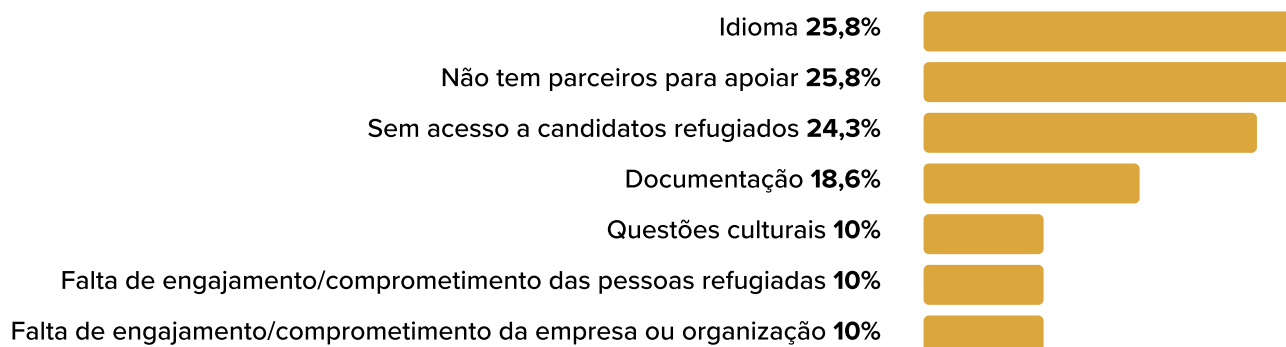 Idioma 25,8%
Não tem parceiros para apoiar 25,8%
Sem acesso a candidatos refugiados 24,3%
Documentação 18,6%
Questões culturais 10%
Falta de engajamento/comprometimento das pessoas refugiadas 10%
Falta de engajamento/comprometimento da empresa ou organização 10%